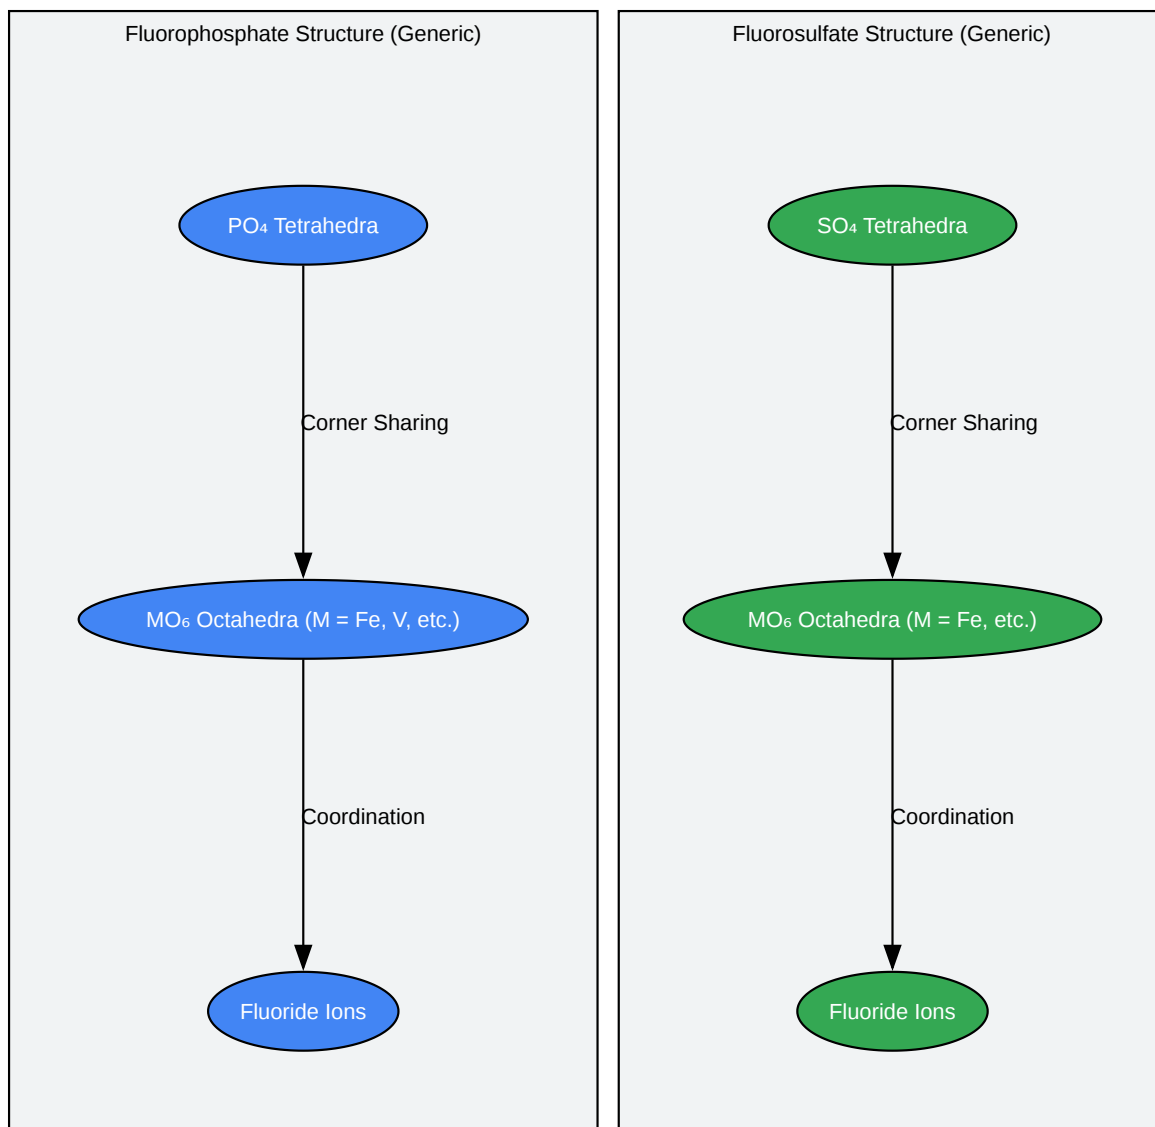 Fluorophosphate Structure (Generic)
PO₄ Tetrahedra
Corner Sharing
MO₆ Octahedra (M = Fe, V, etc.)
Coordination
Fluoride Ions
Fluorosulfate Structure (Generic)
SO₄ Tetrahedra
Corner Sharing
MO₆ Octahedra (M = Fe, etc.)
Coordination
Fluoride Ions